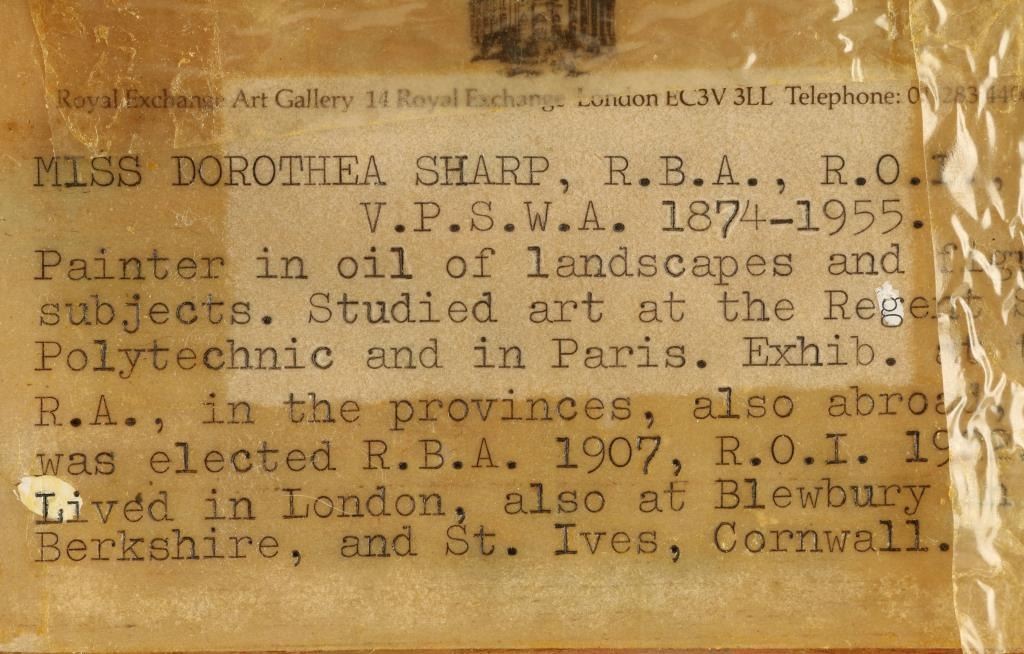 Royal Exchange Art Gallery 14 Royal Exchange London EC3V 3LL Telephone:
MISS DOROTHEA SHARP, R.B.A., R.O.I.,
V.P.S.W.A. 1874-1955.
Painter in oil of landscapes and
subjects. Studied art at the Regent
Polytechnic and in Paris. Exhib.
R.A., in the provinces, also abroad,
was elected R.B.A. 1907, R.O.I.
Lived in London, also at Blewbury
Berkshire, and St. Ives, Cornwall.